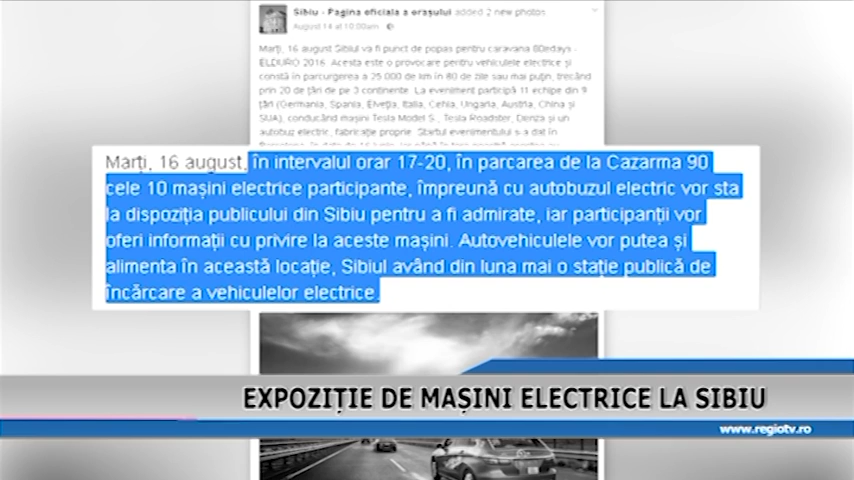 Sibiu - Pagina oficiala a orașului added 2 new photos.
August 14 at 10:00am
Marți, 16 august Sibiul va fi punct de popas pentru caravana 80edays -
ELDURO 2016. Acesta este o provocare pentru vehiculele electrice și
constă în parcurgerea a 25.000 de km în 80 de zile sau mai puțin, trecând
prin 20 de țări de pe 3 continente. La eveniment participă 11 echipe din 9
țări (Germania, Spania, Elveția, Italia, Cehia, Ungaria, Austria, China și
SUA), conducând mașini Tesla Model S., Tesla Roadster, Denza și un
autobuz electric, fabricație proprie. Startul evenimentului s-a dat în
Marți, 16 august, în intervalul orar 17-20, în parcarea de la Cazarma 90
cele 10 mașini electrice participante, împreună cu autobuzul electric vor sta
la dispoziția publicului din Sibiu pentru a fi admirate, iar participanții vor
oferi informații cu privire la aceste mașini. Autovehiculele vor putea și
alimenta în această locație, Sibiul având din luna mai o stație publică de
încărcare a vehiculelor electrice.
EXPOZIȚIE DE MAȘINI ELECTRICE LA SIBIU
www.regiotv.ro